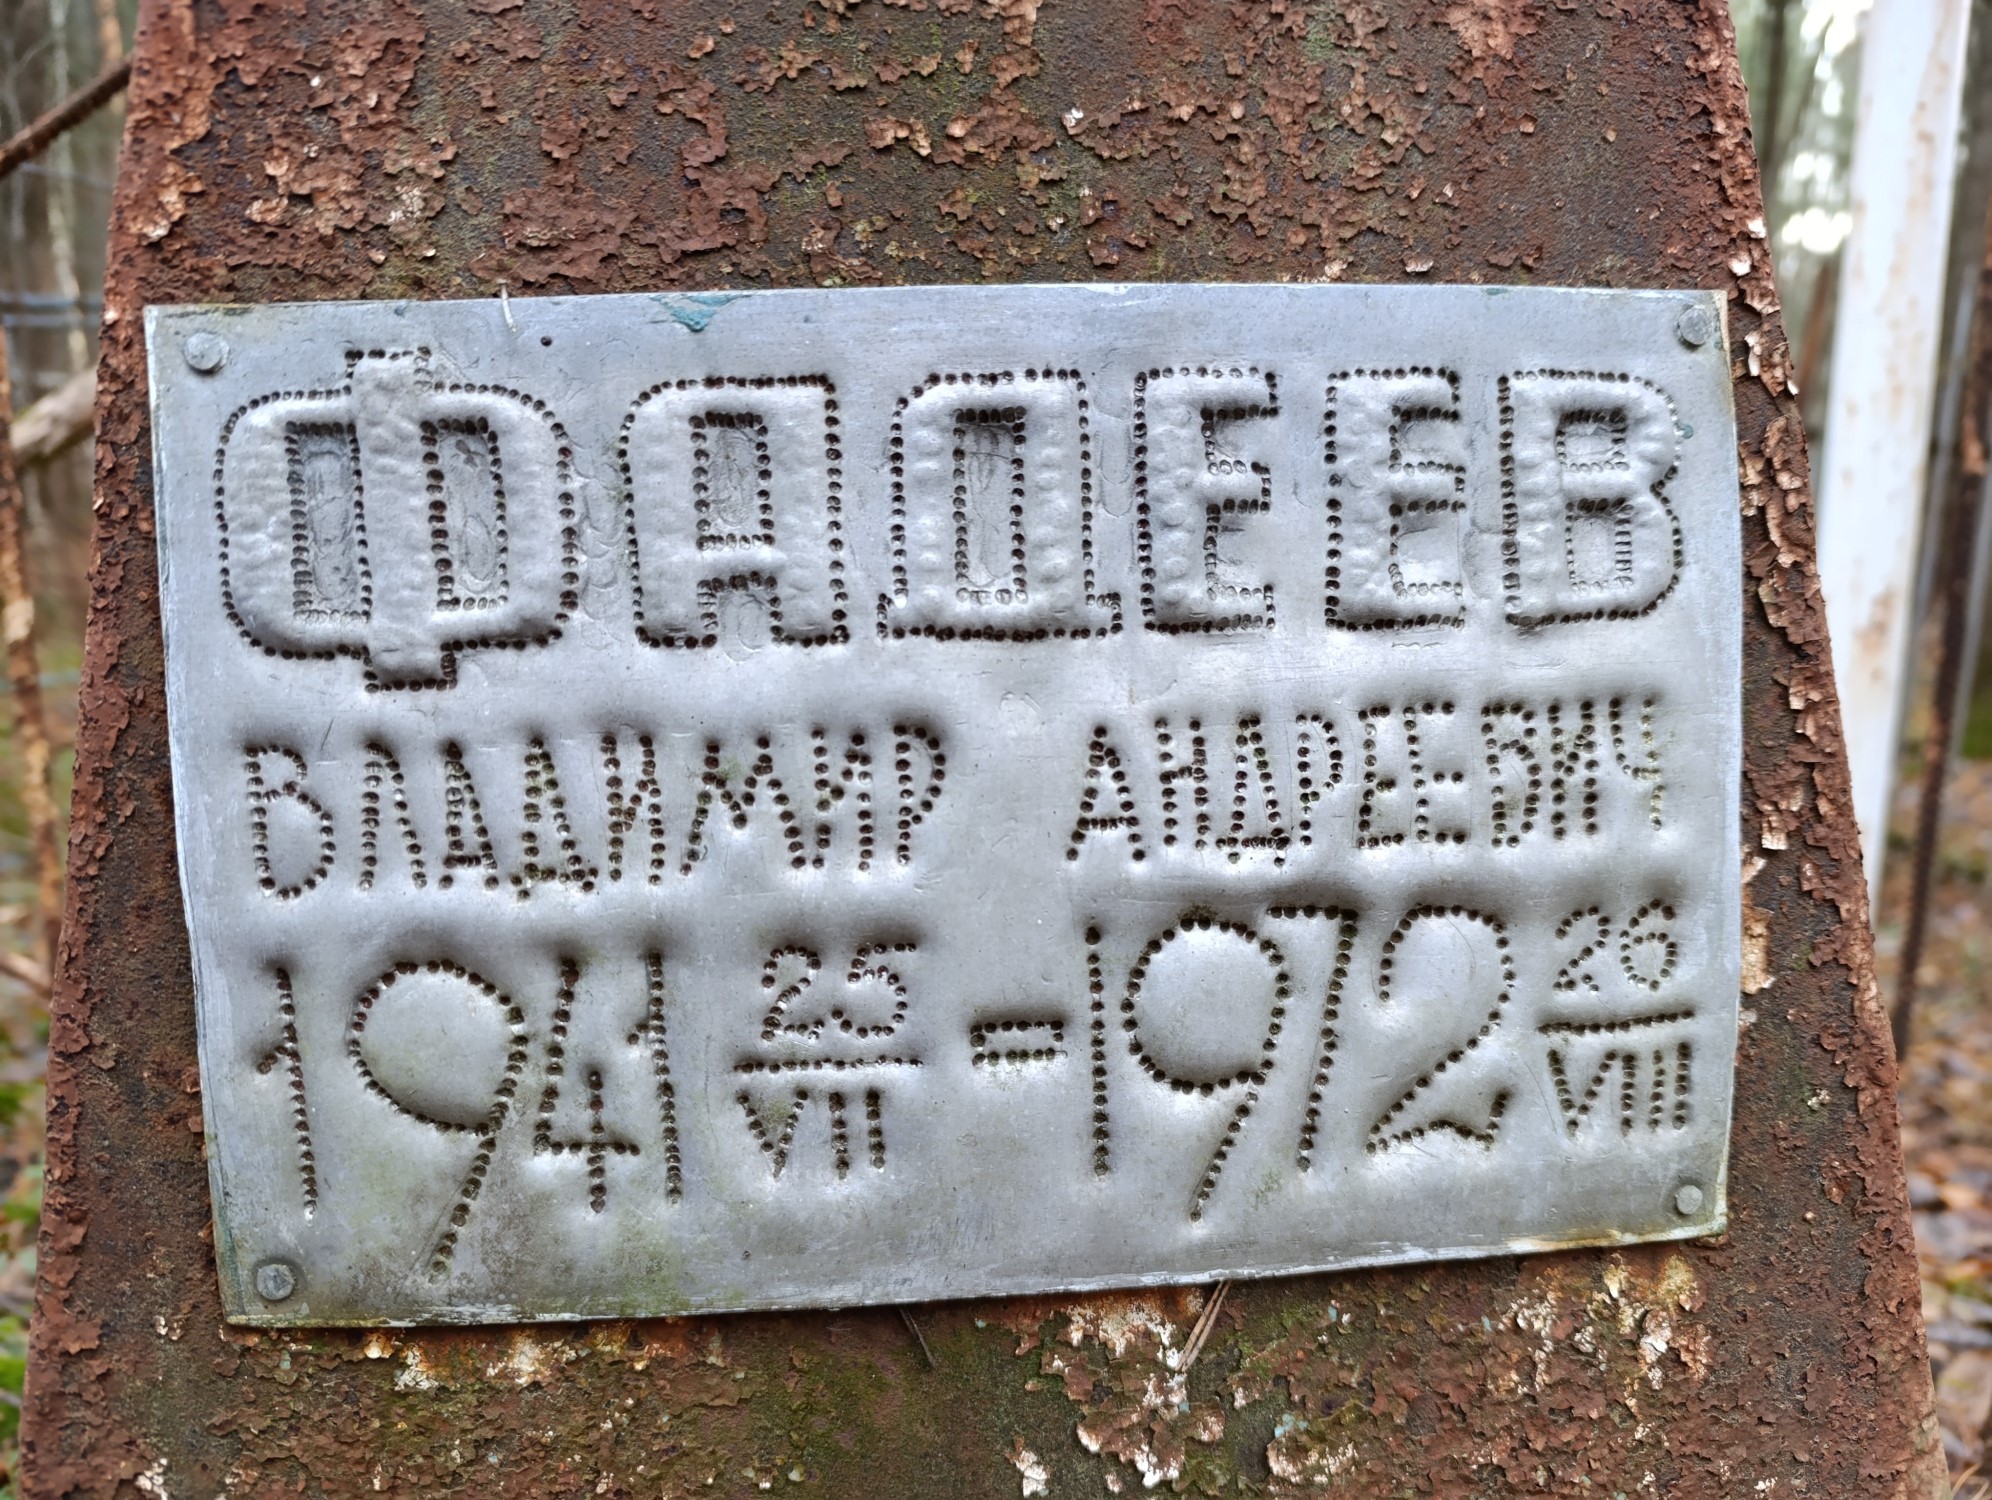 ФАДЕЕВ
ВЛАДИМИР АНДРЕЕВИЧ
1941 25/VII = 1972 26/VIII